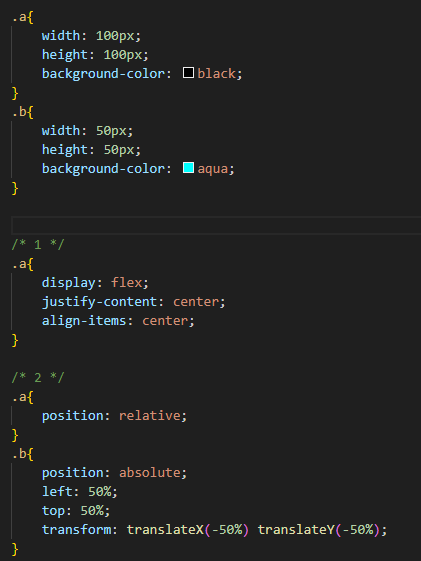 .a{
    width: 100px;
    height: 100px;
    background-color: black;
}
.b{
    width: 50px;
    height: 50px;
    background-color: aqua;
}

/* 1 */
.a{
    display: flex;
    justify-content: center;
    align-items: center;
}

/* 2 */
.a{
    position: relative;
}
.b{
    position: absolute;
    left: 50%;
    top: 50%;
    transform: translateX(-50%) translateY(-50%);
}